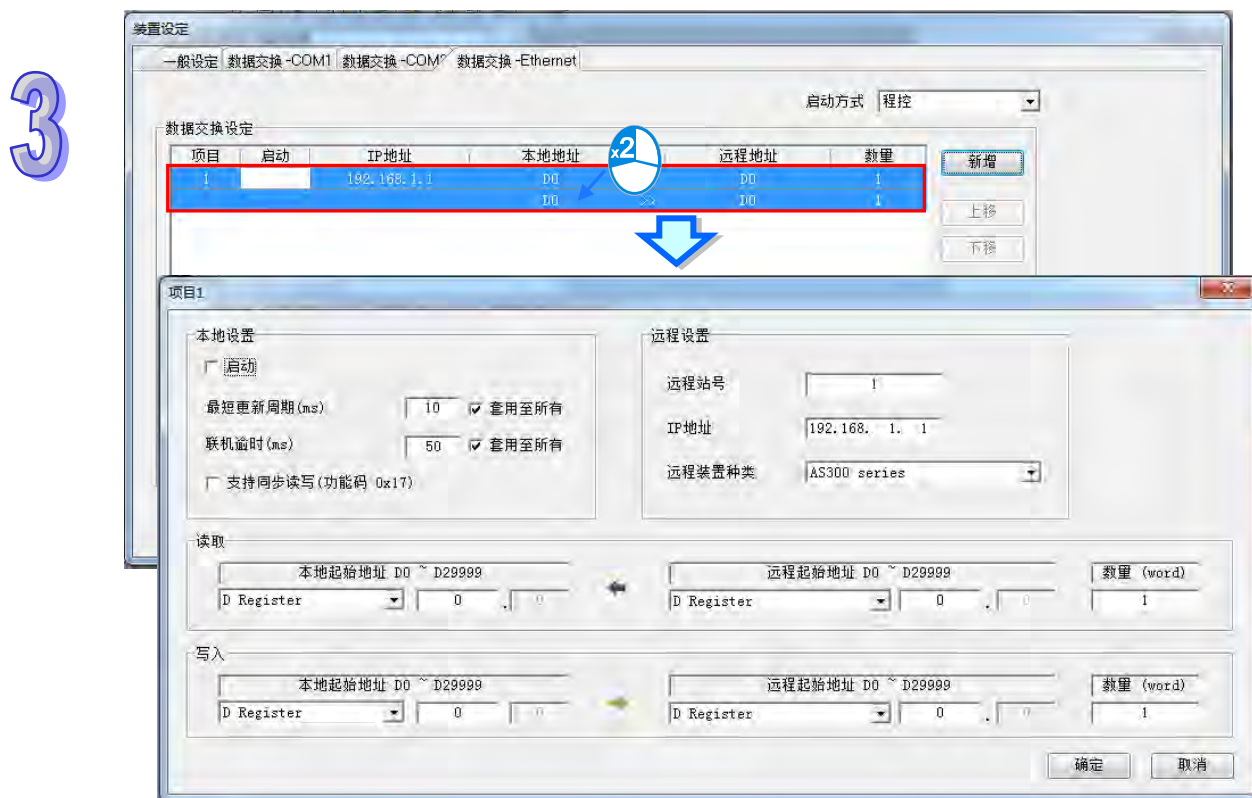 3
装置设定
一般设定 数据交换-COM1 数据交换-COM2 数据交换-Ethernet
启动方式 程控
数据交换设定
项目 启动 IP地址 本地地址 远程地址 数量 新增
x2
1 192.168.1.1 D0 D0 1
D0 >> D0 1
上移
下移
项目1
本地设置 远程设置
启动
远程站号 1
最短更新周期(ms) 10 套用至所有
IP地址 192.168. 1. 1
联机逾时(ms) 50 套用至所有
远程装置种类 AS300 series
支持同步读写(功能码 0x17)
读取
本地起始地址 D0 ~ D29999 远程起始地址 D0 ~ D29999 数量 (word)
D Register 0 . 0 D Register 0 . 0 1
写入
本地起始地址 D0 ~ D29999 远程起始地址 D0 ~ D29999 数量 (word)
D Register 0 0 D Register 0 . 0 1
确定 取消